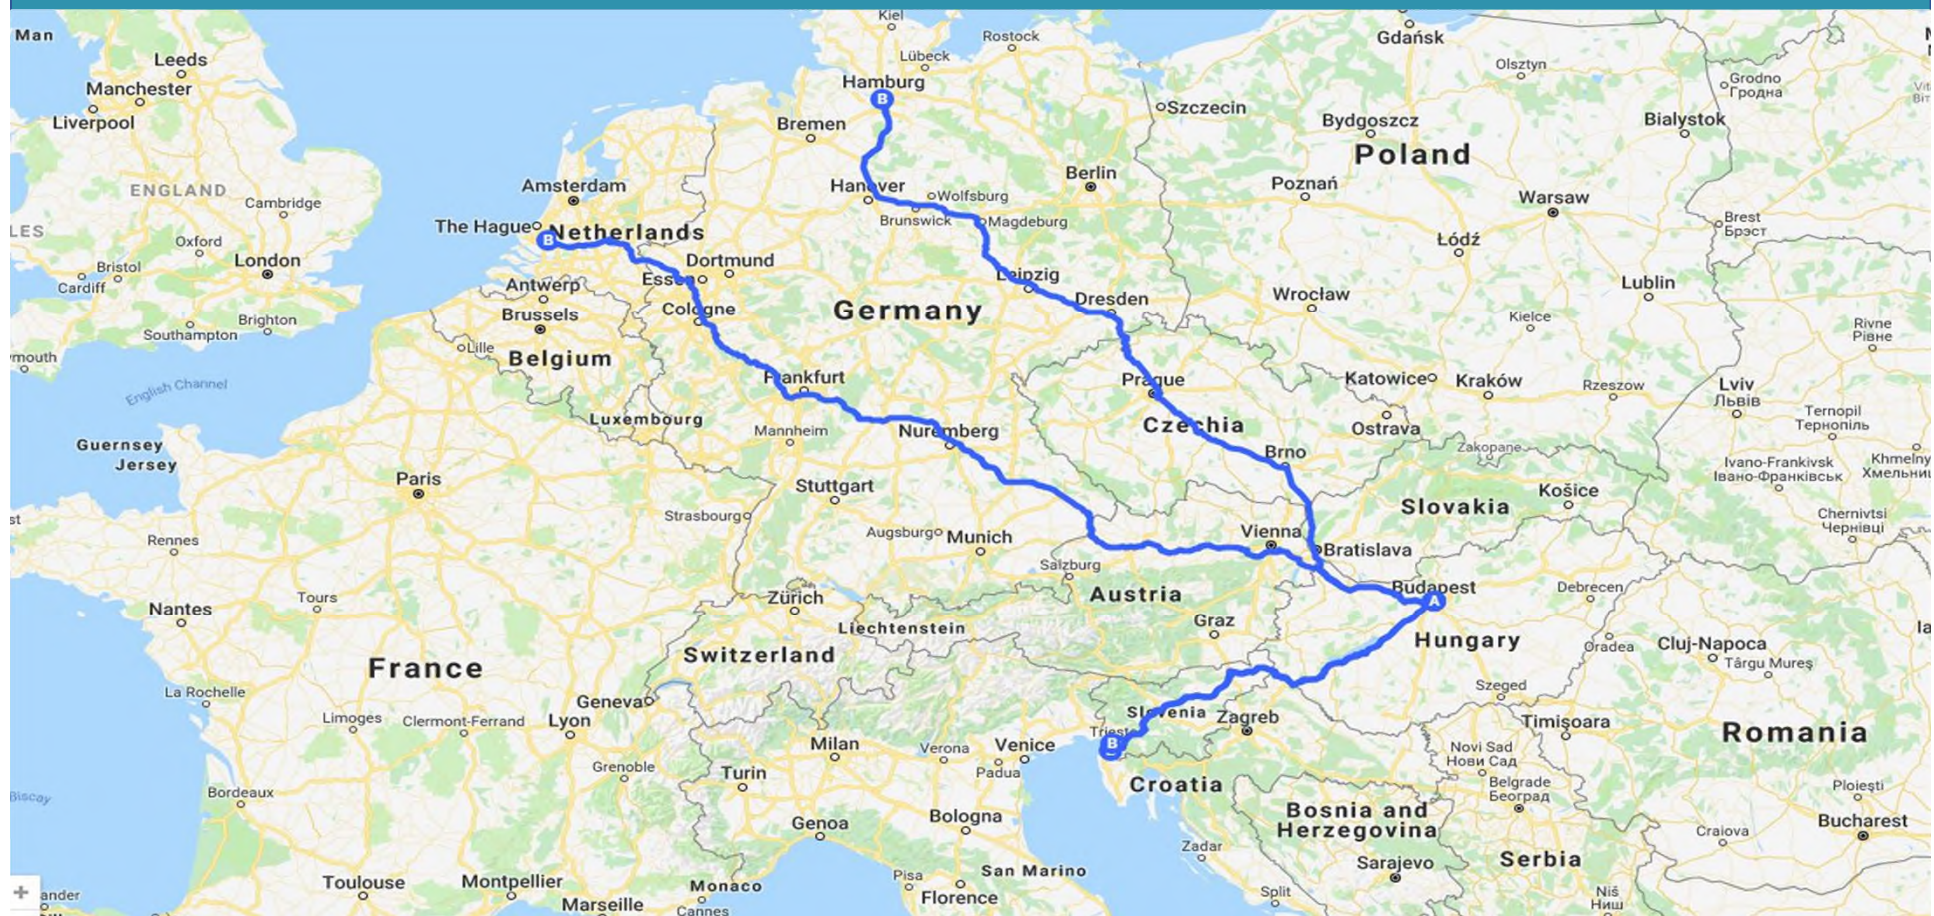 Kiel
Man
Rostock
Gdańsk
Leeds
Lübeck
Olsztyn
Grodno
Гродна
Hamburg
B
Manchester
Szczecin
Liverpool
Bremen
Bydgoszcz
Bialystok
Poland
Berlin
ENGLAND
Amsterdam
Hanover
Wolfsburg
Poznań
Warsaw
Cambridge
Brunswick
Magdeburg
Brest
Брэст
LES
The Hague
B
Netherlands
Oxford
Łódź
London
Dortmund
Bristol
Essen
Leipzig
Lublin
Cardiff
Antwerp
Dresden
Wrocław
Brussels
Cologne
Germany
Kielce
Brighton
Southampton
Rivne
Рівне
mouth
Lille
Belgium
English Channel
Frankfurt
Prague
Katowice
Kraków
Rzeszow
Lviv
Львів
Luxembourg
Ternopil
Тернопіль
Guernsey
Mannheim
Nuremberg
Czechia
Ostrava
Jersey
Brno
Zakopane
Ivano-Frankivsk
Івано-Франківськ
Khmelny
Хмельниц
Paris
Stuttgart
Košice
Slovakia
st
Strasbourg
Chernivtsi
Чернівці
Rennes
Augsburg
Munich
Vienna
Bratislava
Salzburg
Budapest
A
Debrecen
Nantes
Tours
Zürich
Austria
Liechtenstein
Graz
Hungary
Oradea
Cluj-Napoca
Ia
Târgu Mureș
France
Switzerland
La Rochelle
Geneva
Szeged
Limoges
Clermont-Ferrand
Lyon
Slovenia
Zagreb
Timișoara
Romania
Trieste
B
Milan
Verona
Venice
Novi Sad
Нови Сад
Grenoble
Turin
Padua
Croatia
Belgrade
Београд
Ploiești
Biscay
Bordeaux
Genoa
Bologna
Bosnia and
Herzegovina
Craiova
Bucharest
Zadar
Sarajevo
Serbia
San Marino
Toulouse
Montpellier
Monaco
Pisa
Florence
Split
Niš
Ниш
+
ander
Marseille
Cannes